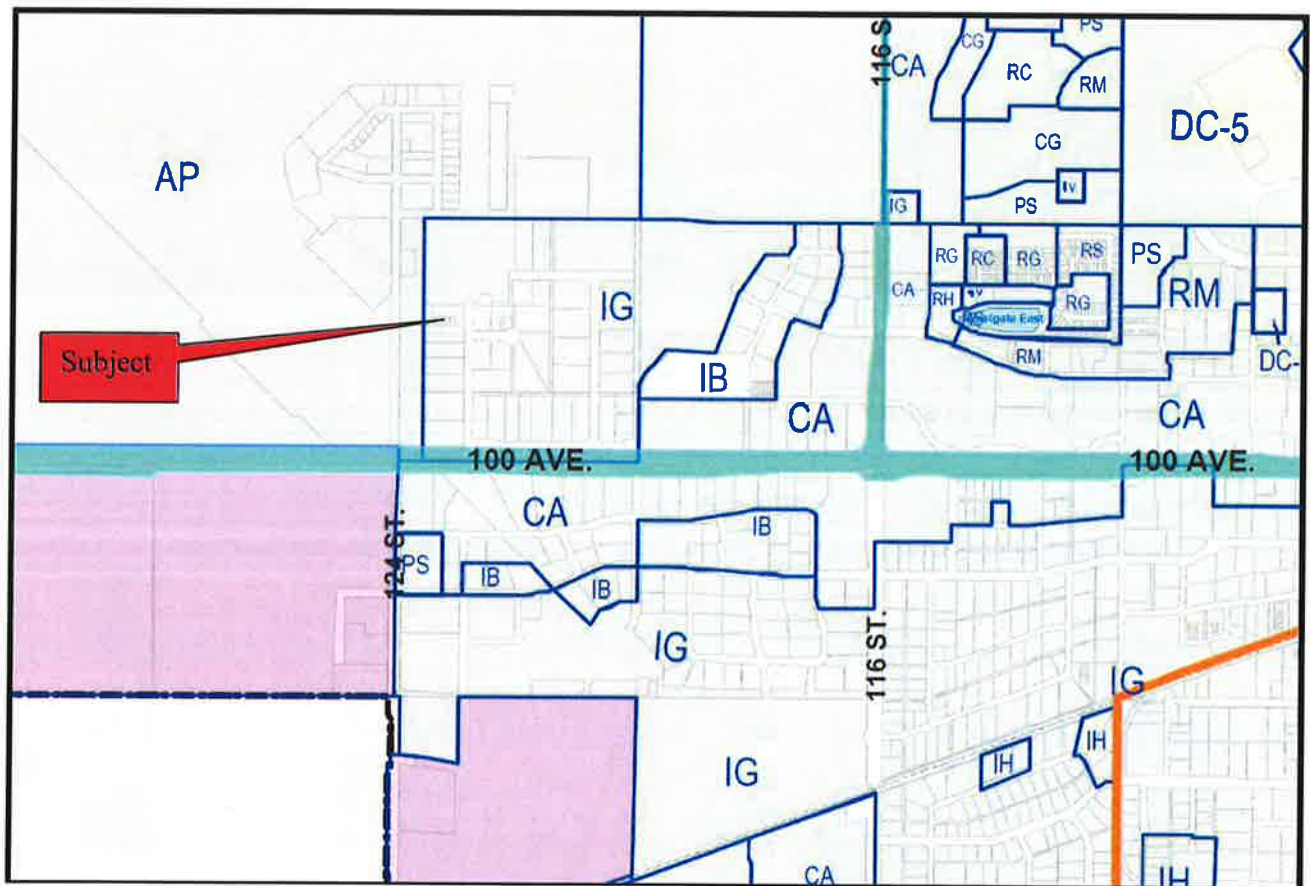 PS
CG
116 S
CA
RC
RM
DC-5
CG
AP
IG
PS
RG
RC
RG
RS
PS
Subject
IG
CA
RH
RG
RM
RM
IB
DC-
CA
CA
100 AVE.
100 AVE.
CA
IB
124 ST.
PS
IB
IB
IG
116 ST.
IG
IG
IH
IH
CA
IH